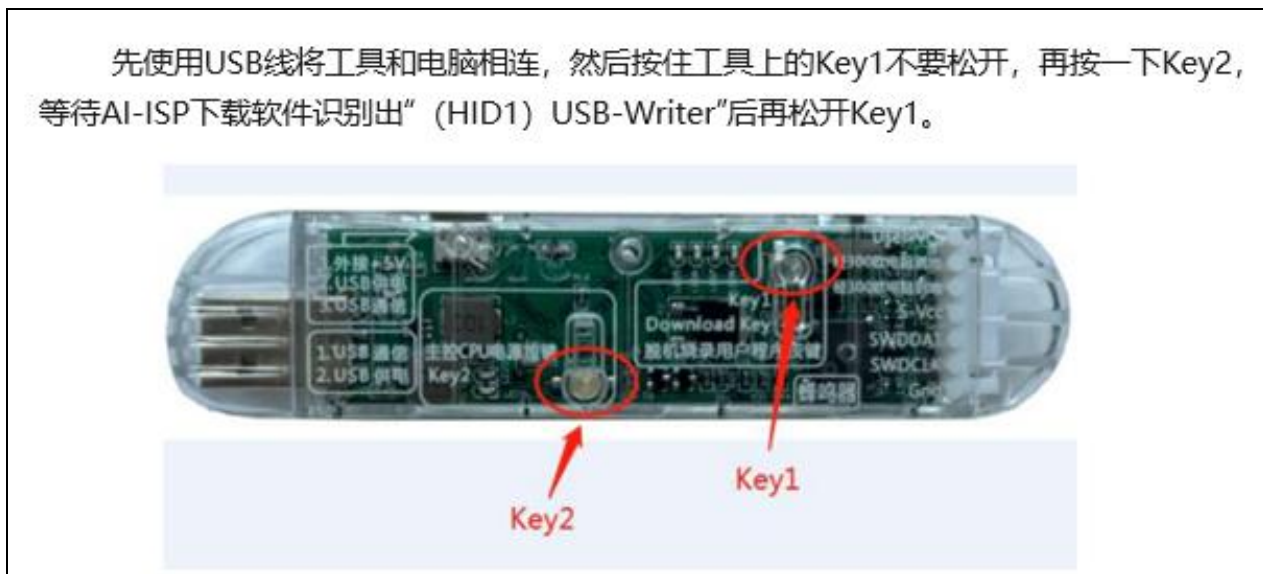 先使用USB线将工具和电脑相连，然后按住工具上的Key1不要松开，再按一下Key2，
等待AI-ISP下载软件识别出“（HID1）USB-Writer”后再松开Key1。
1.外接+5V
2.USB供电
3.USB通信
1.USB通信
2.USB供电
主控CPU电源按键
Key2
Key1
Download Key
脱机烧录用户程序按键
S-Vcc
SWDDAT
SWDCLK
Gnd
蜂鸣器
Key1
Key2